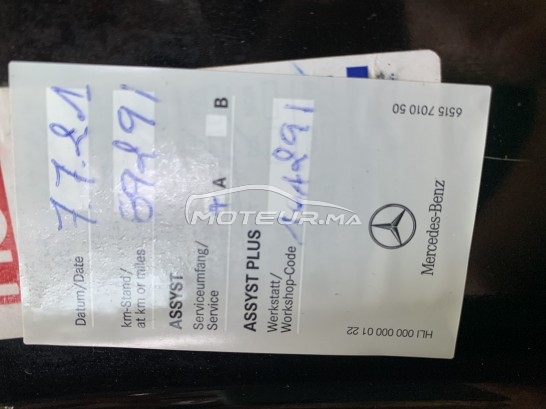 Datum/Date 7.7.21
km-Stand/
at km or miles
ASSYST
Serviceumfang/
Service
A B
ASSYST PLUS
Werkstatt/
Workshop-Code
6515 7010 50
Mercedes-Benz
HLI 000 000 01 22
MOTEUR.MA